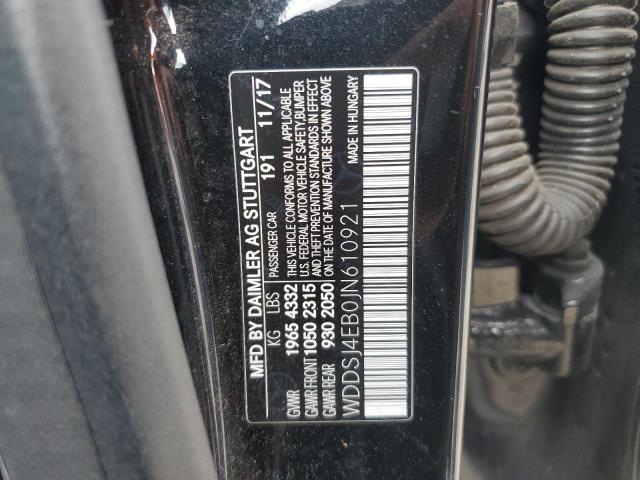 MFD BY DAIMLER AG STUTTGART
PASSENGER CAR 191 11/17
KG LBS
GVWR 1965 4332
GAWR FRONT 1050 2315
GAWR REAR 930 2050
THIS VEHICLE CONFORMS TO ALL APPLICABLE
U.S. FEDERAL MOTOR VEHICLE SAFETY,BUMPER
AND THEFT PREVENTION STANDARDS IN EFFECT
ON THE DATE OF MANUFACTURE SHOWN ABOVE
WDDSJ4EB0JN610921
MADE IN HUNGARY